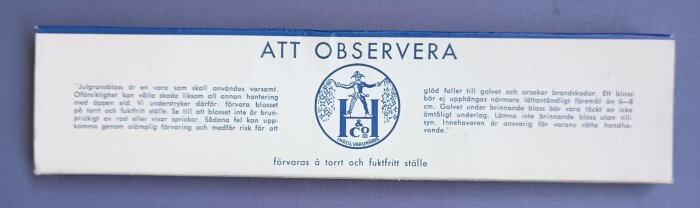 ATT OBSERVERA
"Julgransbloss är en vara som skall användas varsamt.
Oförsiktighet kan vålla skada liksom all annan hantering
med öppen eld. Vi understryker därför: förvara blosset
på torrt och fuktfritt ställe. Se till att blosset inte är brun-
prickigt av rost eller visar sprickor. Sådana fel kan upp-
komma genom olämplig förvaring och medför risk för att
H
& Co
H
INREG. VARUMÄRKE
glöd faller till golvet och orsakar brandskador. Ett bloss
bör ej upphängas närmare lättantändligt föremål än 6—8
cm. Golvet under brinnande bloss bör vara täckt av icke
ömtåligt underlag. Lämna inte brinnande bloss utan till-
syn. Innehavaren är ansvarig för varans rätta handha-
vande."
förvaras å torrt och fuktfritt ställe